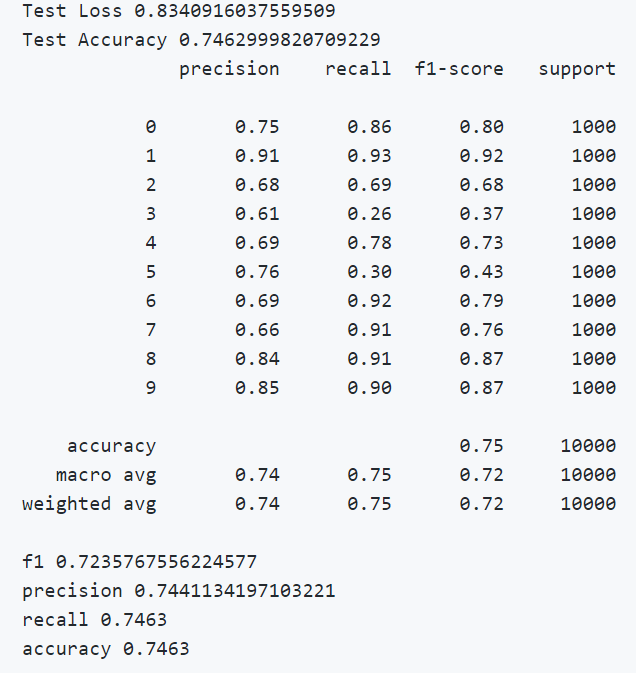 Test Loss 0.8340916037559509
Test Accuracy 0.7462999820709229
precision recall f1-score support
0 0.75 0.86 0.80 1000
1 0.91 0.93 0.92 1000
2 0.68 0.69 0.68 1000
3 0.61 0.26 0.37 1000
4 0.69 0.78 0.73 1000
5 0.76 0.30 0.43 1000
6 0.69 0.92 0.79 1000
7 0.66 0.91 0.76 1000
8 0.84 0.91 0.87 1000
9 0.85 0.90 0.87 1000
accuracy 0.75 10000
macro avg 0.74 0.75 0.72 10000
weighted avg 0.74 0.75 0.72 10000
f1 0.7235767556224577
precision 0.7441134197103221
recall 0.7463
accuracy 0.7463